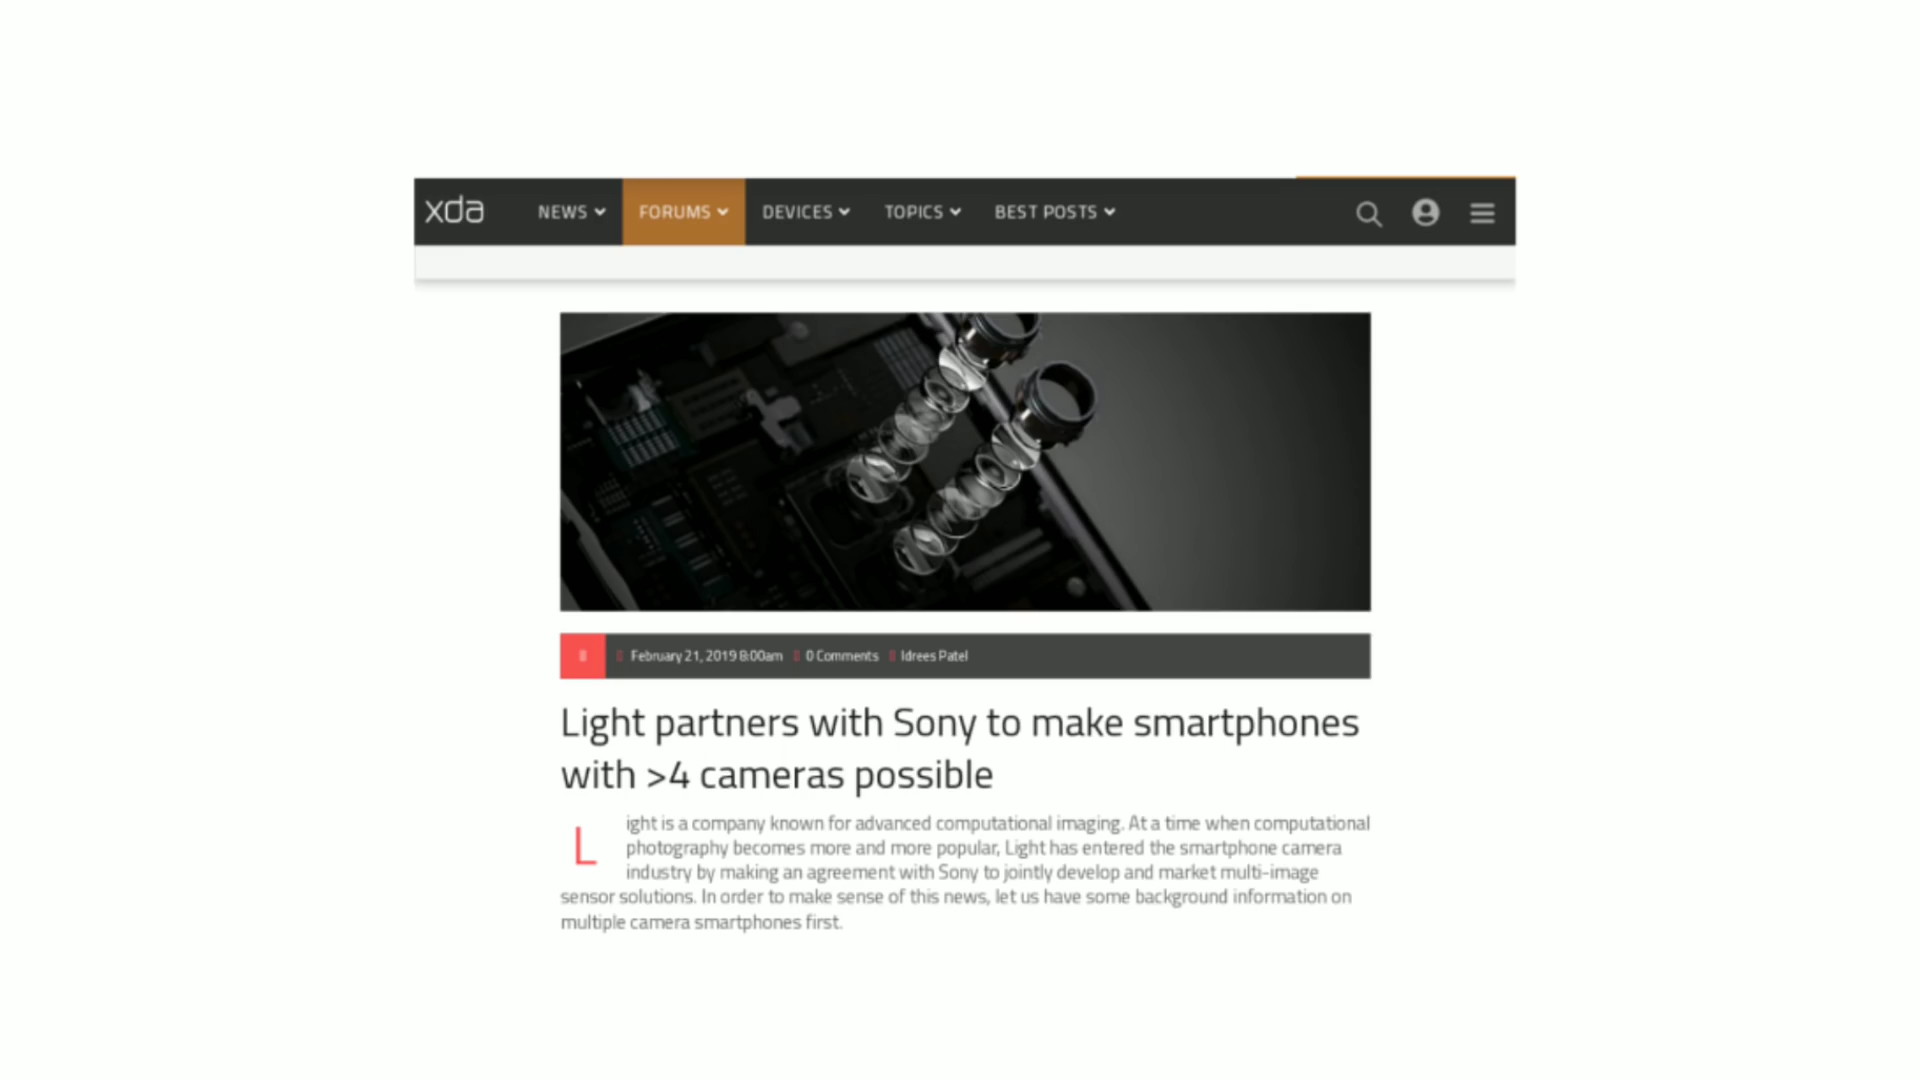 xda NEWS FORUMS DEVICES TOPICS BEST POSTS
February 21, 2019 8:00am 0 Comments Idrees Patel
Light partners with Sony to make smartphones
with >4 cameras possible
Light is a company known for advanced computational imaging. At a time when computational
photography becomes more and more popular, Light has entered the smartphone camera
industry by making an agreement with Sony to jointly develop and market multi-image
sensor solutions. In order to make sense of this news, let us have some background information on
multiple camera smartphones first.